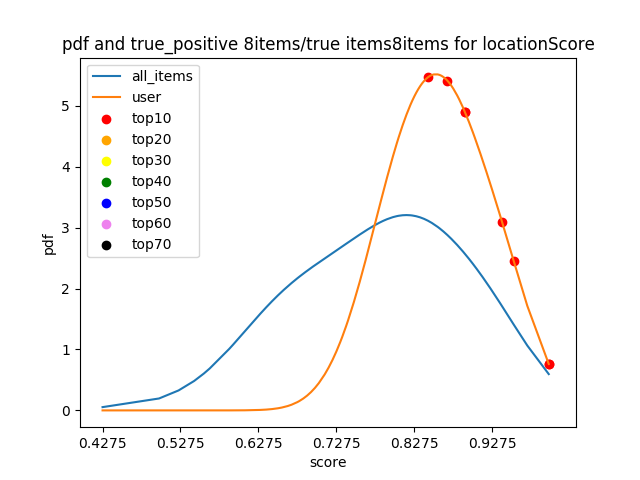 pdf and true_positive 8items/true items8items for locationScore
all_items
user
top10
top20
top30
top40
top50
top60
top70
pdf
5
4
3
2
1
0
0.4275 0.5275 0.6275 0.7275 0.8275 0.9275
score